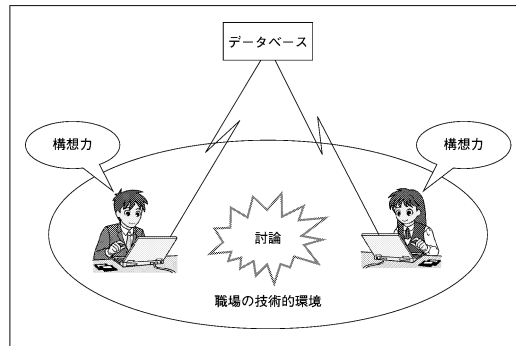 データベース
構想力
構想力
討論
職場の技術的環境